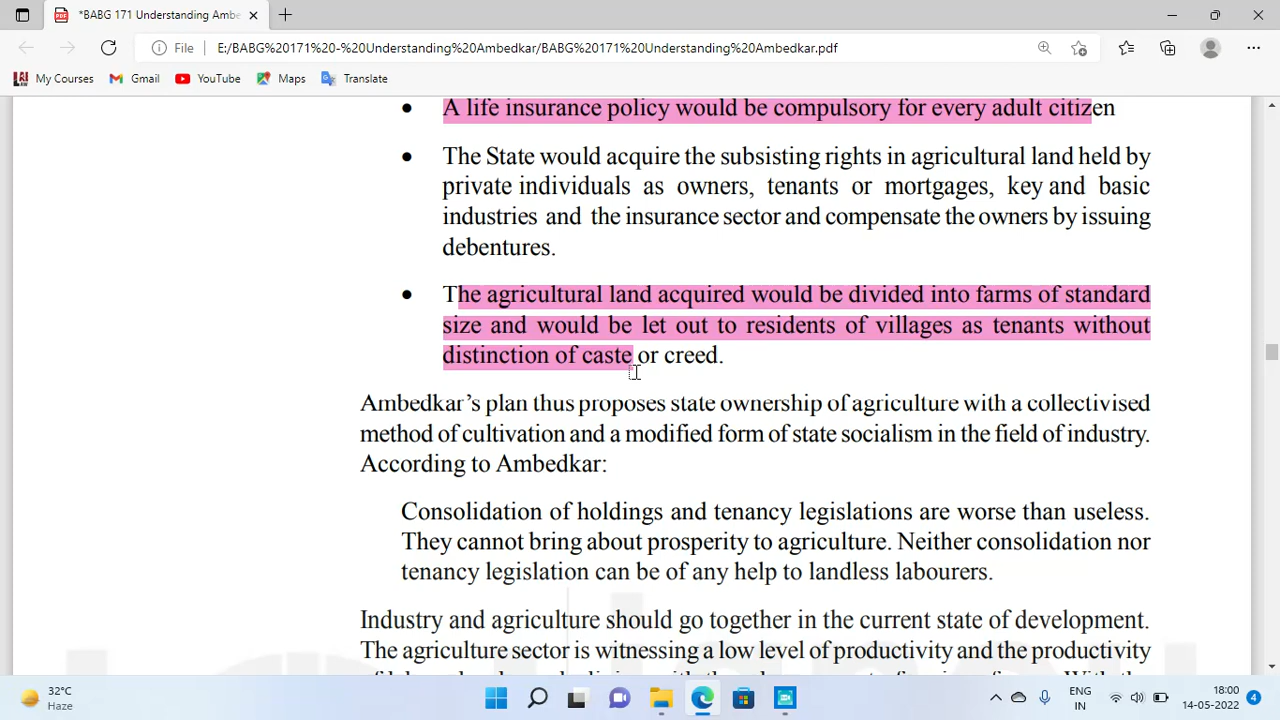 *BABG 171 Understanding Ambe
File
E:/BABG%20171%20-%20Understanding%20Ambedkar/BABG%20171%20Understanding%20Ambedkar.pdf
My Courses
Gmail
YouTube
Maps
Translate
• A life insurance policy would be compulsory for every adult citizen
• The State would acquire the subsisting rights in agricultural land held by
private individuals as owners, tenants or mortgages, key and basic
industries and the insurance sector and compensate the owners by issuing
debentures.
• The agricultural land acquired would be divided into farms of standard
size and would be let out to residents of villages as tenants without
distinction of caste or creed.
Ambedkar’s plan thus proposes state ownership of agriculture with a collectivised
method of cultivation and a modified form of state socialism in the field of industry.
According to Ambedkar:
Consolidation of holdings and tenancy legislations are worse than useless.
They cannot bring about prosperity to agriculture. Neither consolidation nor
tenancy legislation can be of any help to landless labourers.
Industry and agriculture should go together in the current state of development.
The agriculture sector is witnessing a low level of productivity and the productivity
32°C
Haze
ENG
IN
18:00
14-05-2022
4